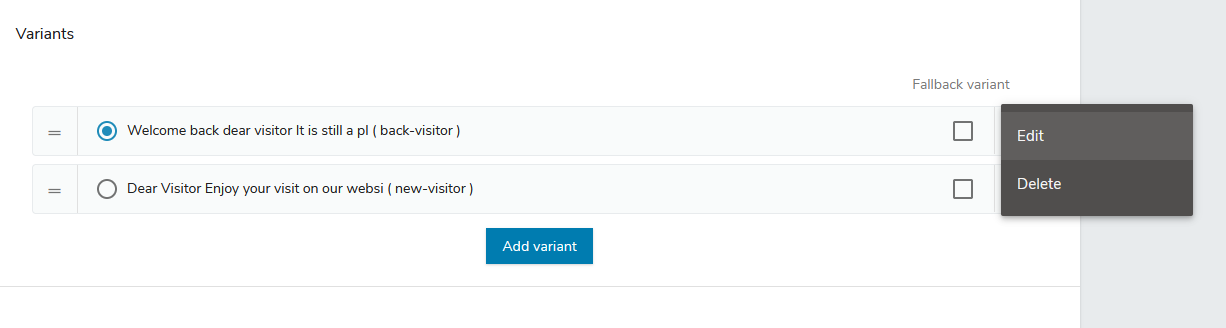 Variants
Fallback variant
Welcome back dear visitor It is still a pl ( back-visitor )
Edit
Dear Visitor Enjoy your visit on our websi ( new-visitor )
Delete
Add variant